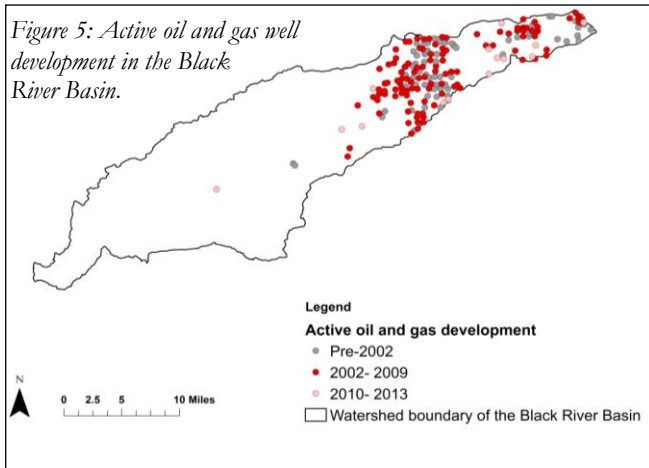 Figure 5: Active oil and gas well
development in the Black
River Basin.
Legend
Active oil and gas development
Pre-2002
2002- 2009
2010- 2013
Watershed boundary of the Black River Basin
N
0 2.5 5 10 Miles